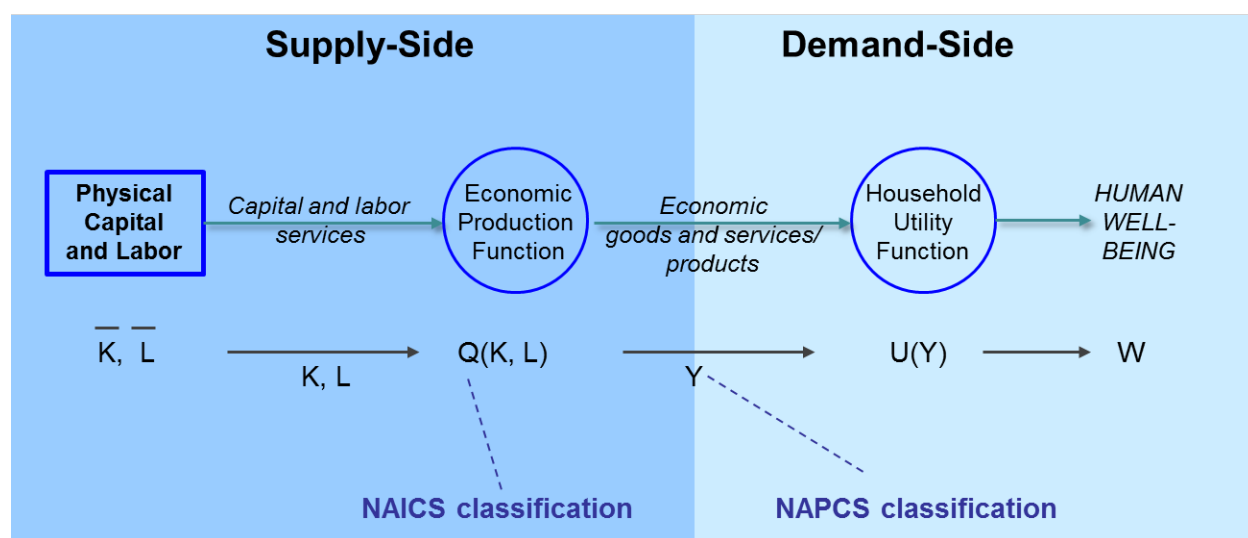 Supply-Side
Demand-Side
Physical
Capital
and Labor
Capital and labor
services
Economic
Production
Function
Economic
goods and services/
products
Household
Utility
Function
HUMAN
WELL-
BEING
K̅, L̅
K, L
Q(K, L)
Y
U(Y)
W
NAICS classification
NAPCS classification